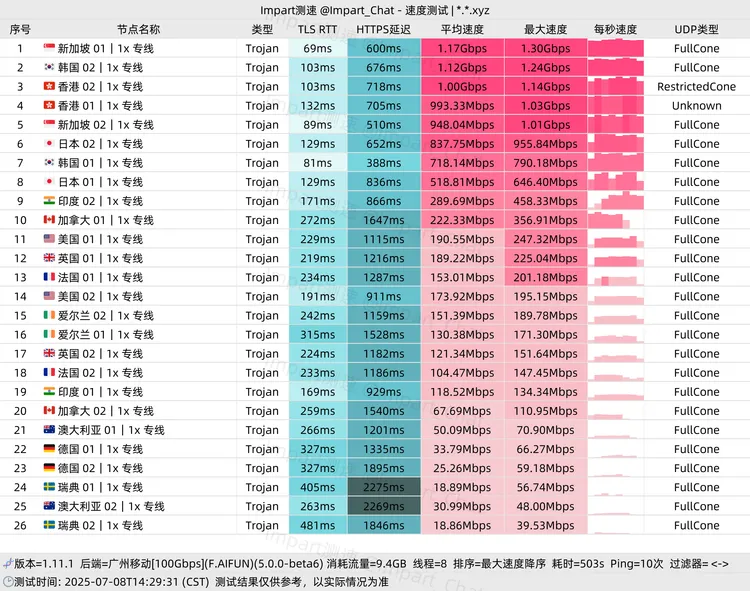 Impart测速 @Impart_Chat - 速度测试 | *.*.xyz
序号 节点名称 类型 TLS RTT HTTPS延迟 平均速度 最大速度 每秒速度 UDP类型
1 新加坡 01 | 1x 专线 Trojan 69ms 600ms 1.17Gbps 1.30Gbps FullCone
2 韩国 02 | 1x 专线 Trojan 103ms 676ms 1.12Gbps 1.24Gbps FullCone
3 香港 02 | 1x 专线 Trojan 103ms 718ms 1.00Gbps 1.14Gbps RestrictedCone
4 香港 01 | 1x 专线 Trojan 132ms 705ms 993.33Mbps 1.03Gbps Unknown
5 新加坡 02 | 1x 专线 Trojan 89ms 510ms 948.04Mbps 1.01Gbps FullCone
6 日本 02 | 1x 专线 Trojan 129ms 652ms 837.75Mbps 955.84Mbps FullCone
7 韩国 01 | 1x 专线 Trojan 81ms 388ms 718.14Mbps 790.18Mbps FullCone
8 日本 01 | 1x 专线 Trojan 129ms 836ms 518.81Mbps 646.40Mbps FullCone
9 印度 02 | 1x 专线 Trojan 171ms 866ms 289.69Mbps 458.33Mbps FullCone
10 加拿大 01 | 1x 专线 Trojan 272ms 1647ms 222.33Mbps 356.91Mbps FullCone
11 美国 01 | 1x 专线 Trojan 229ms 1115ms 190.55Mbps 247.32Mbps FullCone
12 英国 01 | 1x 专线 Trojan 219ms 1216ms 189.22Mbps 225.04Mbps FullCone
13 法国 01 | 1x 专线 Trojan 234ms 1287ms 153.01Mbps 201.18Mbps FullCone
14 美国 02 | 1x 专线 Trojan 191ms 911ms 173.92Mbps 195.15Mbps FullCone
15 爱尔兰 02 | 1x 专线 Trojan 242ms 1159ms 151.39Mbps 189.78Mbps FullCone
16 爱尔兰 01 | 1x 专线 Trojan 315ms 1528ms 130.38Mbps 171.30Mbps FullCone
17 英国 02 | 1x 专线 Trojan 224ms 1182ms 121.34Mbps 151.64Mbps FullCone
18 法国 02 | 1x 专线 Trojan 233ms 1186ms 104.47Mbps 147.45Mbps FullCone
19 印度 01 | 1x 专线 Trojan 169ms 929ms 118.52Mbps 134.34Mbps FullCone
20 加拿大 02 | 1x 专线 Trojan 259ms 1540ms 67.69Mbps 110.95Mbps FullCone
21 澳大利亚 01 | 1x 专线 Trojan 266ms 1201ms 50.09Mbps 70.90Mbps FullCone
22 德国 01 | 1x 专线 Trojan 327ms 1335ms 33.79Mbps 66.27Mbps FullCone
23 德国 02 | 1x 专线 Trojan 327ms 1895ms 25.26Mbps 59.18Mbps FullCone
24 瑞典 01 | 1x 专线 Trojan 405ms 2275ms 18.89Mbps 56.74Mbps FullCone
25 澳大利亚 02 | 1x 专线 Trojan 263ms 2269ms 30.99Mbps 48.00Mbps FullCone
26 瑞典 02 | 1x 专线 Trojan 481ms 1846ms 18.86Mbps 39.53Mbps FullCone
版本=1.11.1 后端=广州移动[100Gbps](F.AIFUN)(5.0.0-beta6) 消耗流量=9.4GB 线程=8 排序=最大速度降序 耗时=503s Ping=10次 过滤器= <->
测试时间: 2025-07-08T14:29:31 (CST) 测试结果仅供参考，以实际情况为准